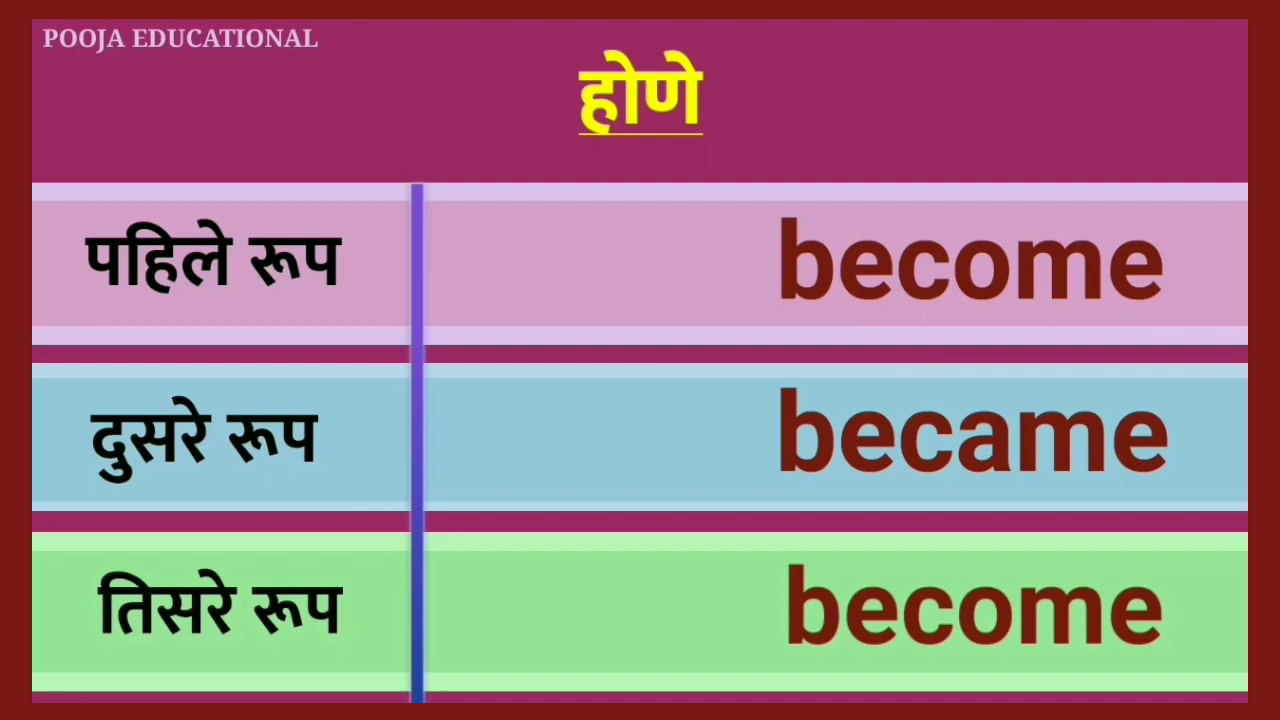 POOJA EDUCATIONAL
होणे
पहिले रूप become
दुसरे रूप became
तिसरे रूप become